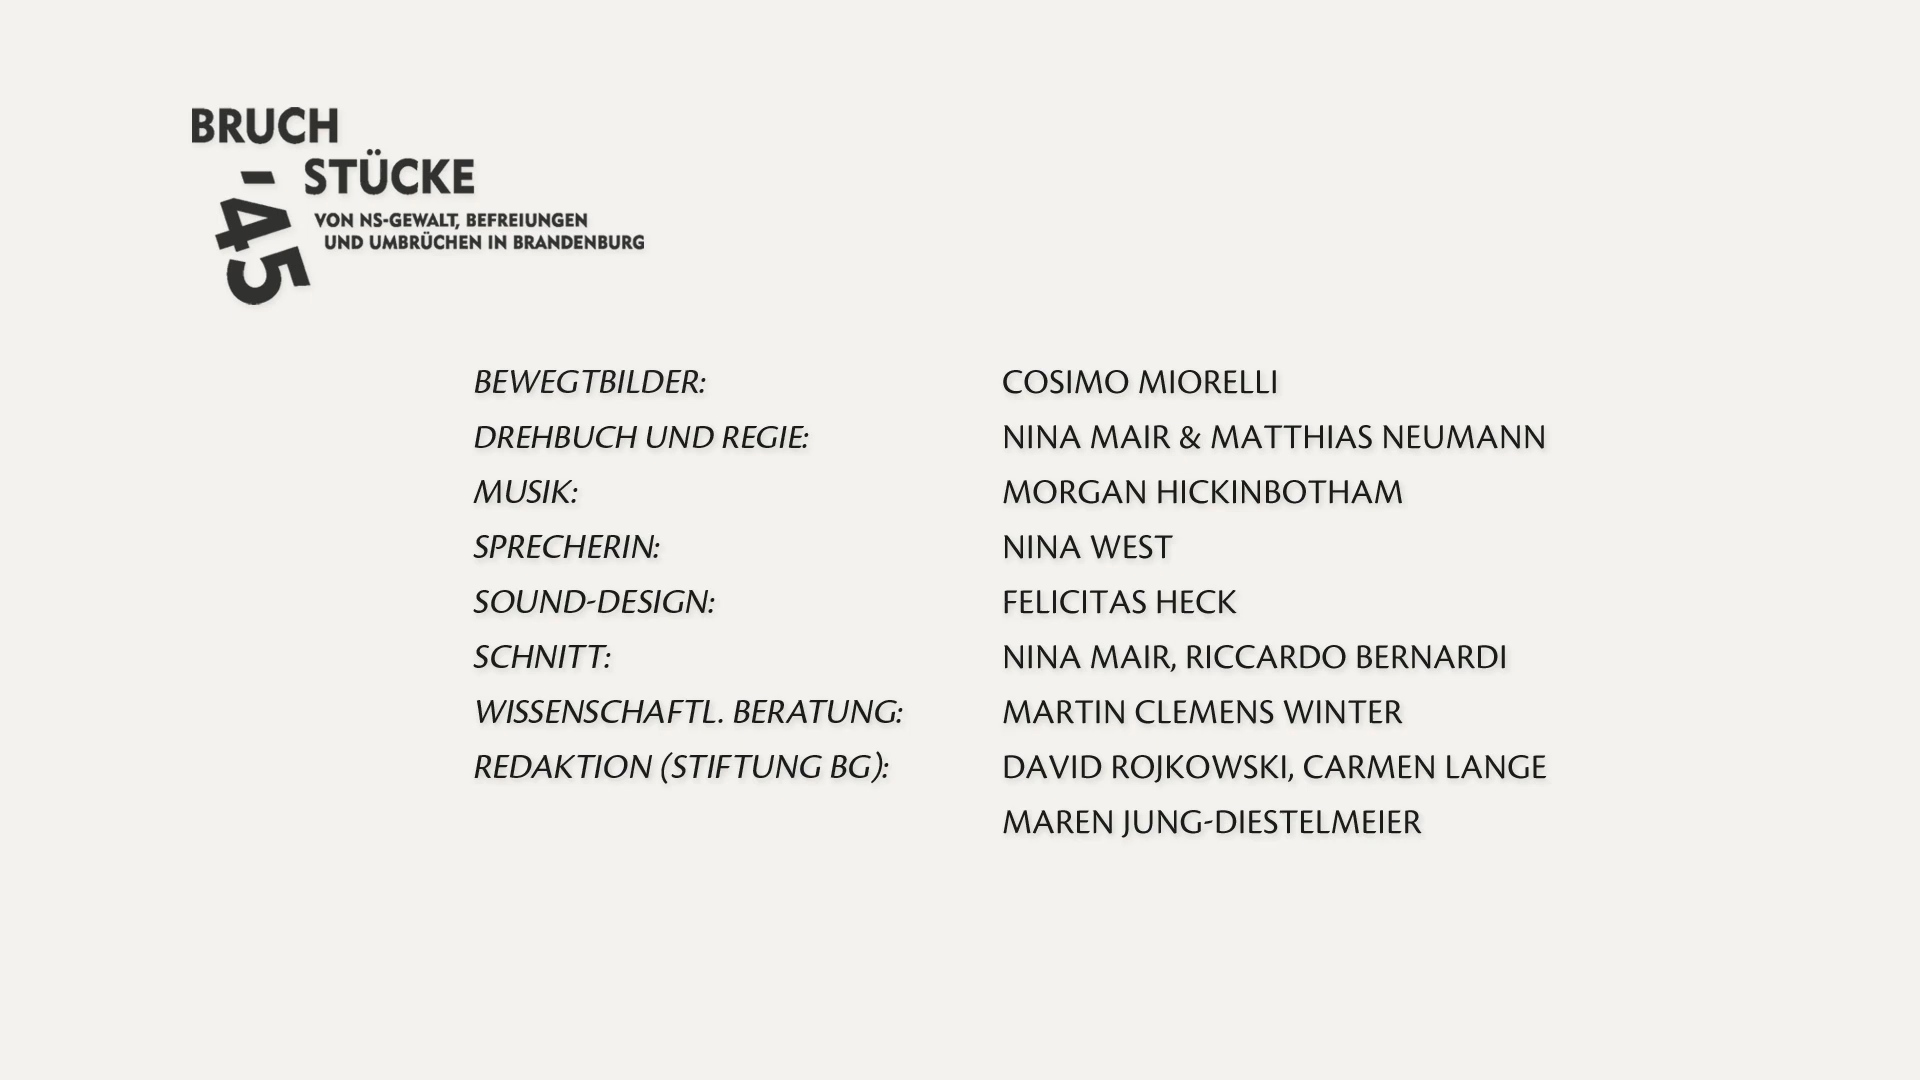 BRUCH
STÜCKE
-45
VON NS-GEWALT, BEFREIUNGEN
UND UMBRÜCHEN IN BRANDENBURG
BEWEGTBILDER: COSIMO MIORELLI
DREHBUCH UND REGIE: NINA MAIR & MATTHIAS NEUMANN
MUSIK: MORGAN HICKINBOTHAM
SPRECHERIN: NINA WEST
SOUND-DESIGN: FELICITAS HECK
SCHNITT: NINA MAIR, RICCARDO BERNARDI
WISSENSCHAFTL. BERATUNG: MARTIN CLEMENS WINTER
REDAKTION (STIFTUNG BG): DAVID ROJKOWSKI, CARMEN LANGE
MAREN JUNG-DIESTELMEIER